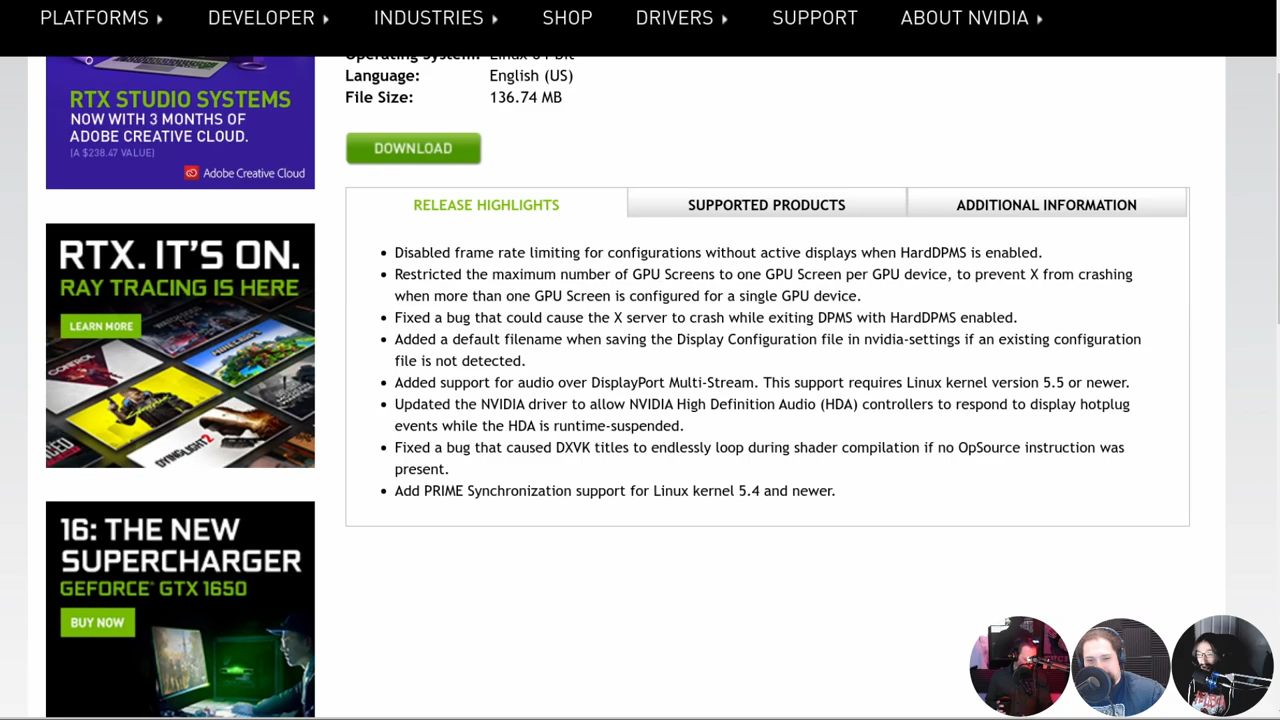 PLATFORMS DEVELOPER INDUSTRIES SHOP DRIVERS SUPPORT ABOUT NVIDIA
Operating System: Linux 64-bit
Language: English (US)
File Size: 136.74 MB
DOWNLOAD
RTX STUDIO SYSTEMS
NOW WITH 3 MONTHS OF
ADOBE CREATIVE CLOUD.
(A $238.47 VALUE)
Adobe Creative Cloud
RTX. IT'S ON.
RAY TRACING IS HERE
LEARN MORE
CONTROL
MINECRAFT
DYING LIGHT 2
16: THE NEW
SUPERCHARGER
GEFORCE® GTX 1650
BUY NOW
RELEASE HIGHLIGHTS SUPPORTED PRODUCTS ADDITIONAL INFORMATION
• Disabled frame rate limiting for configurations without active displays when HardDPMS is enabled.
• Restricted the maximum number of GPU Screens to one GPU Screen per GPU device, to prevent X from crashing
when more than one GPU Screen is configured for a single GPU device.
• Fixed a bug that could cause the X server to crash while exiting DPMS with HardDPMS enabled.
• Added a default filename when saving the Display Configuration file in nvidia-settings if an existing configuration
file is not detected.
• Added support for audio over DisplayPort Multi-Stream. This support requires Linux kernel version 5.5 or newer.
• Updated the NVIDIA driver to allow NVIDIA High Definition Audio (HDA) controllers to respond to display hotplug
events while the HDA is runtime-suspended.
• Fixed a bug that caused DXVK titles to endlessly loop during shader compilation if no OpSource instruction was
present.
• Add PRIME Synchronization support for Linux kernel 5.4 and newer.